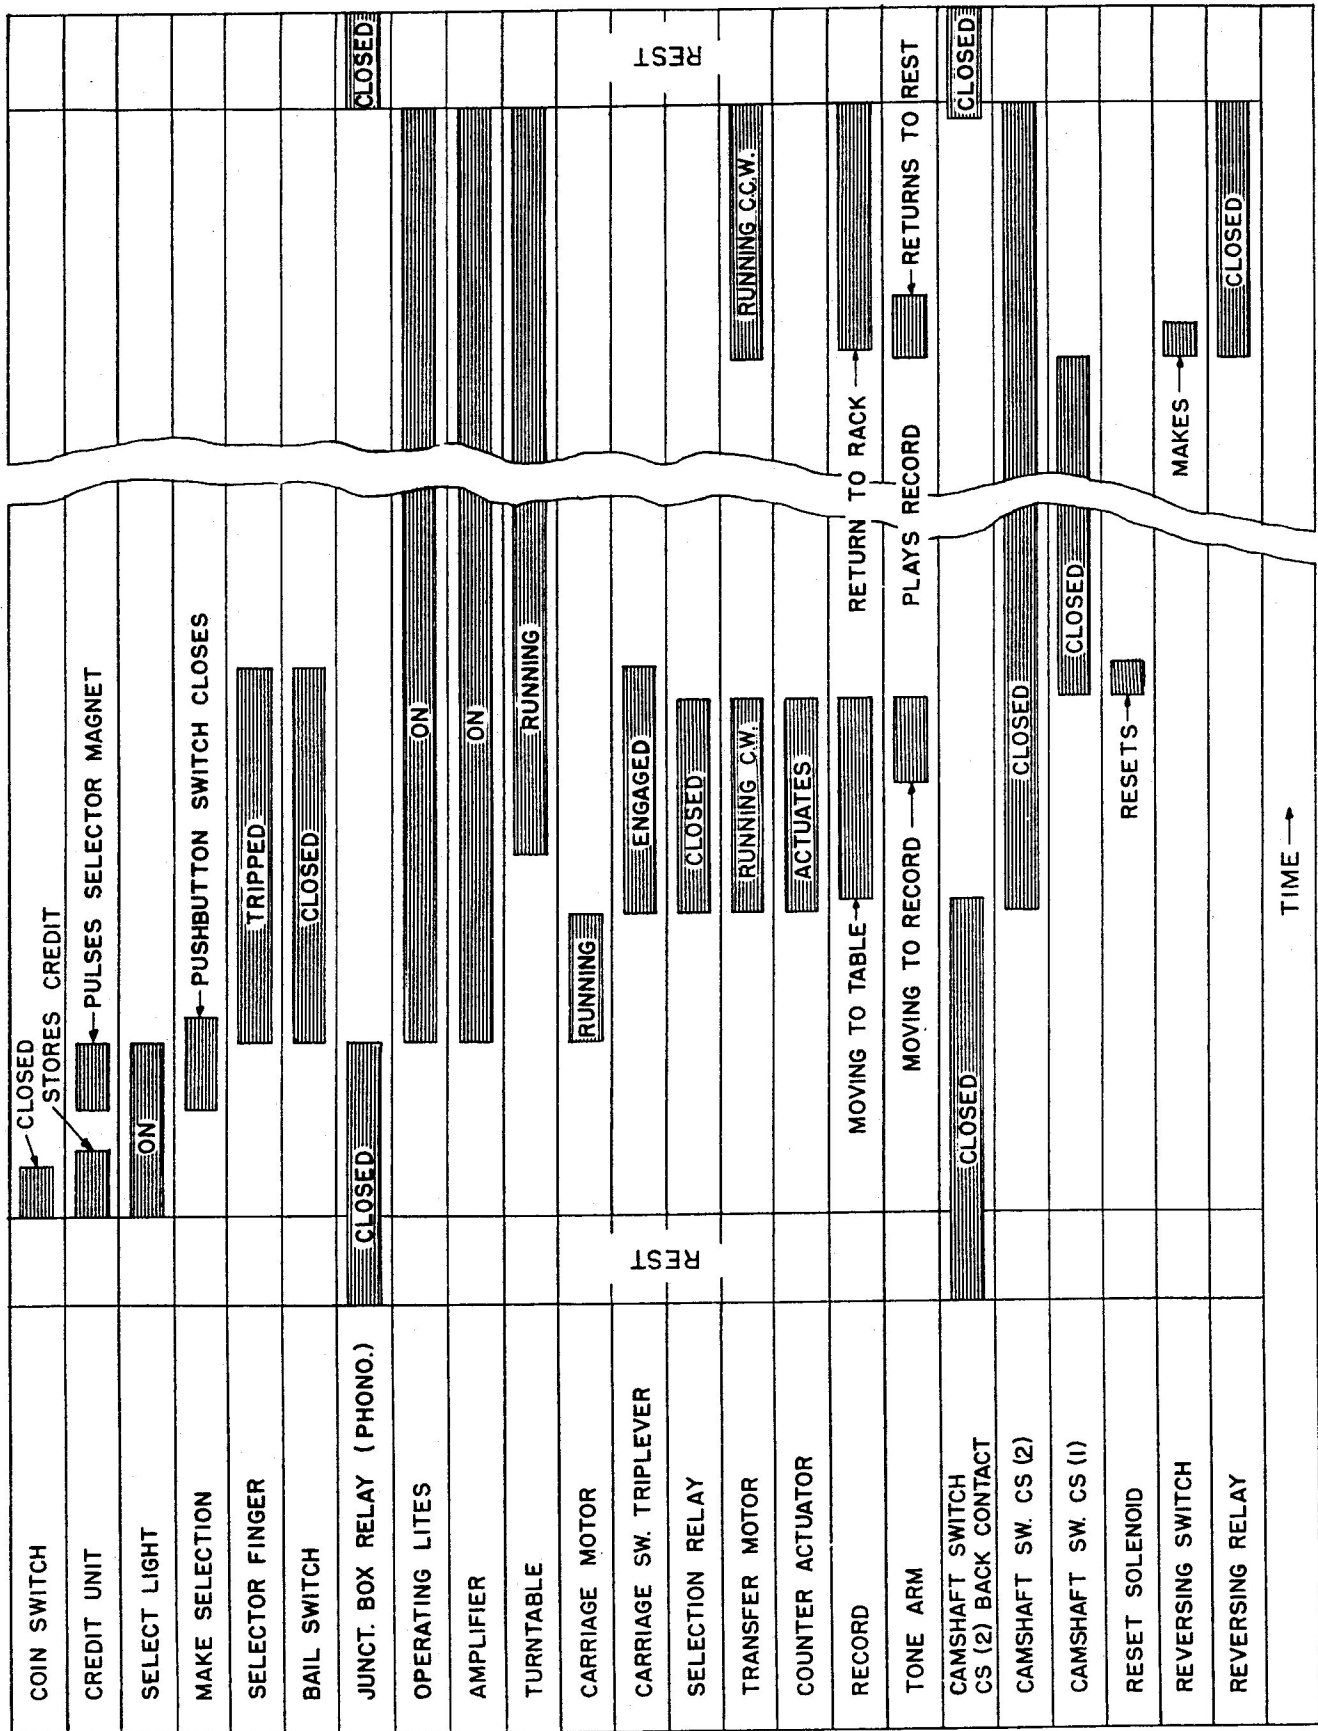 COIN SWITCH
CLOSED
CREDIT UNIT
STORES CREDIT
PULSES SELECTOR MAGNET
SELECT LIGHT
ON
MAKE SELECTION
PUSHBUTTON SWITCH CLOSES
SELECTOR FINGER
TRIPPED
BAIL SWITCH
CLOSED
JUNCT. BOX RELAY (PHONO.)
CLOSED
CLOSED
OPERATING LITES
ON
AMPLIFIER
ON
TURNTABLE
RUNNING
CARRIAGE MOTOR
RUNNING
CARRIAGE SW. TRIPLEVER
ENGAGED
REST
REST
SELECTION RELAY
CLOSED
TRANSFER MOTOR
RUNNING C.W.
RUNNING C.C.W.
COUNTER ACTUATOR
ACTUATES
RECORD
MOVING TO TABLE
RETURN TO RACK
TONE ARM
MOVING TO RECORD
PLAYS RECORD
RETURNS TO REST
CAMSHAFT SWITCH
CS (2) BACK CONTACT
CLOSED
CLOSED
CAMSHAFT SW. CS (2)
CLOSED
CAMSHAFT SW. CS (1)
CLOSED
RESET SOLENOID
RESETS
REVERSING SWITCH
MAKES
REVERSING RELAY
CLOSED
TIME